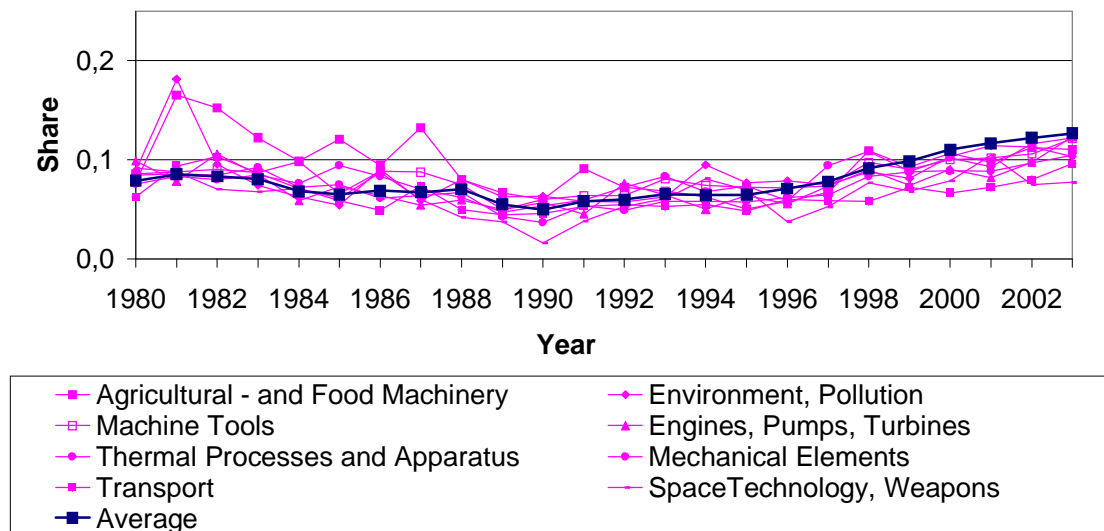 0,2
0,1
0,0
Share
1980 1982 1984 1986 1988 1990 1992 1994 1996 1998 2000 2002
Year
Agricultural - and Food Machinery Environment, Pollution
Machine Tools Engines, Pumps, Turbines
Thermal Processes and Apparatus Mechanical Elements
Transport SpaceTechnology, Weapons
Average